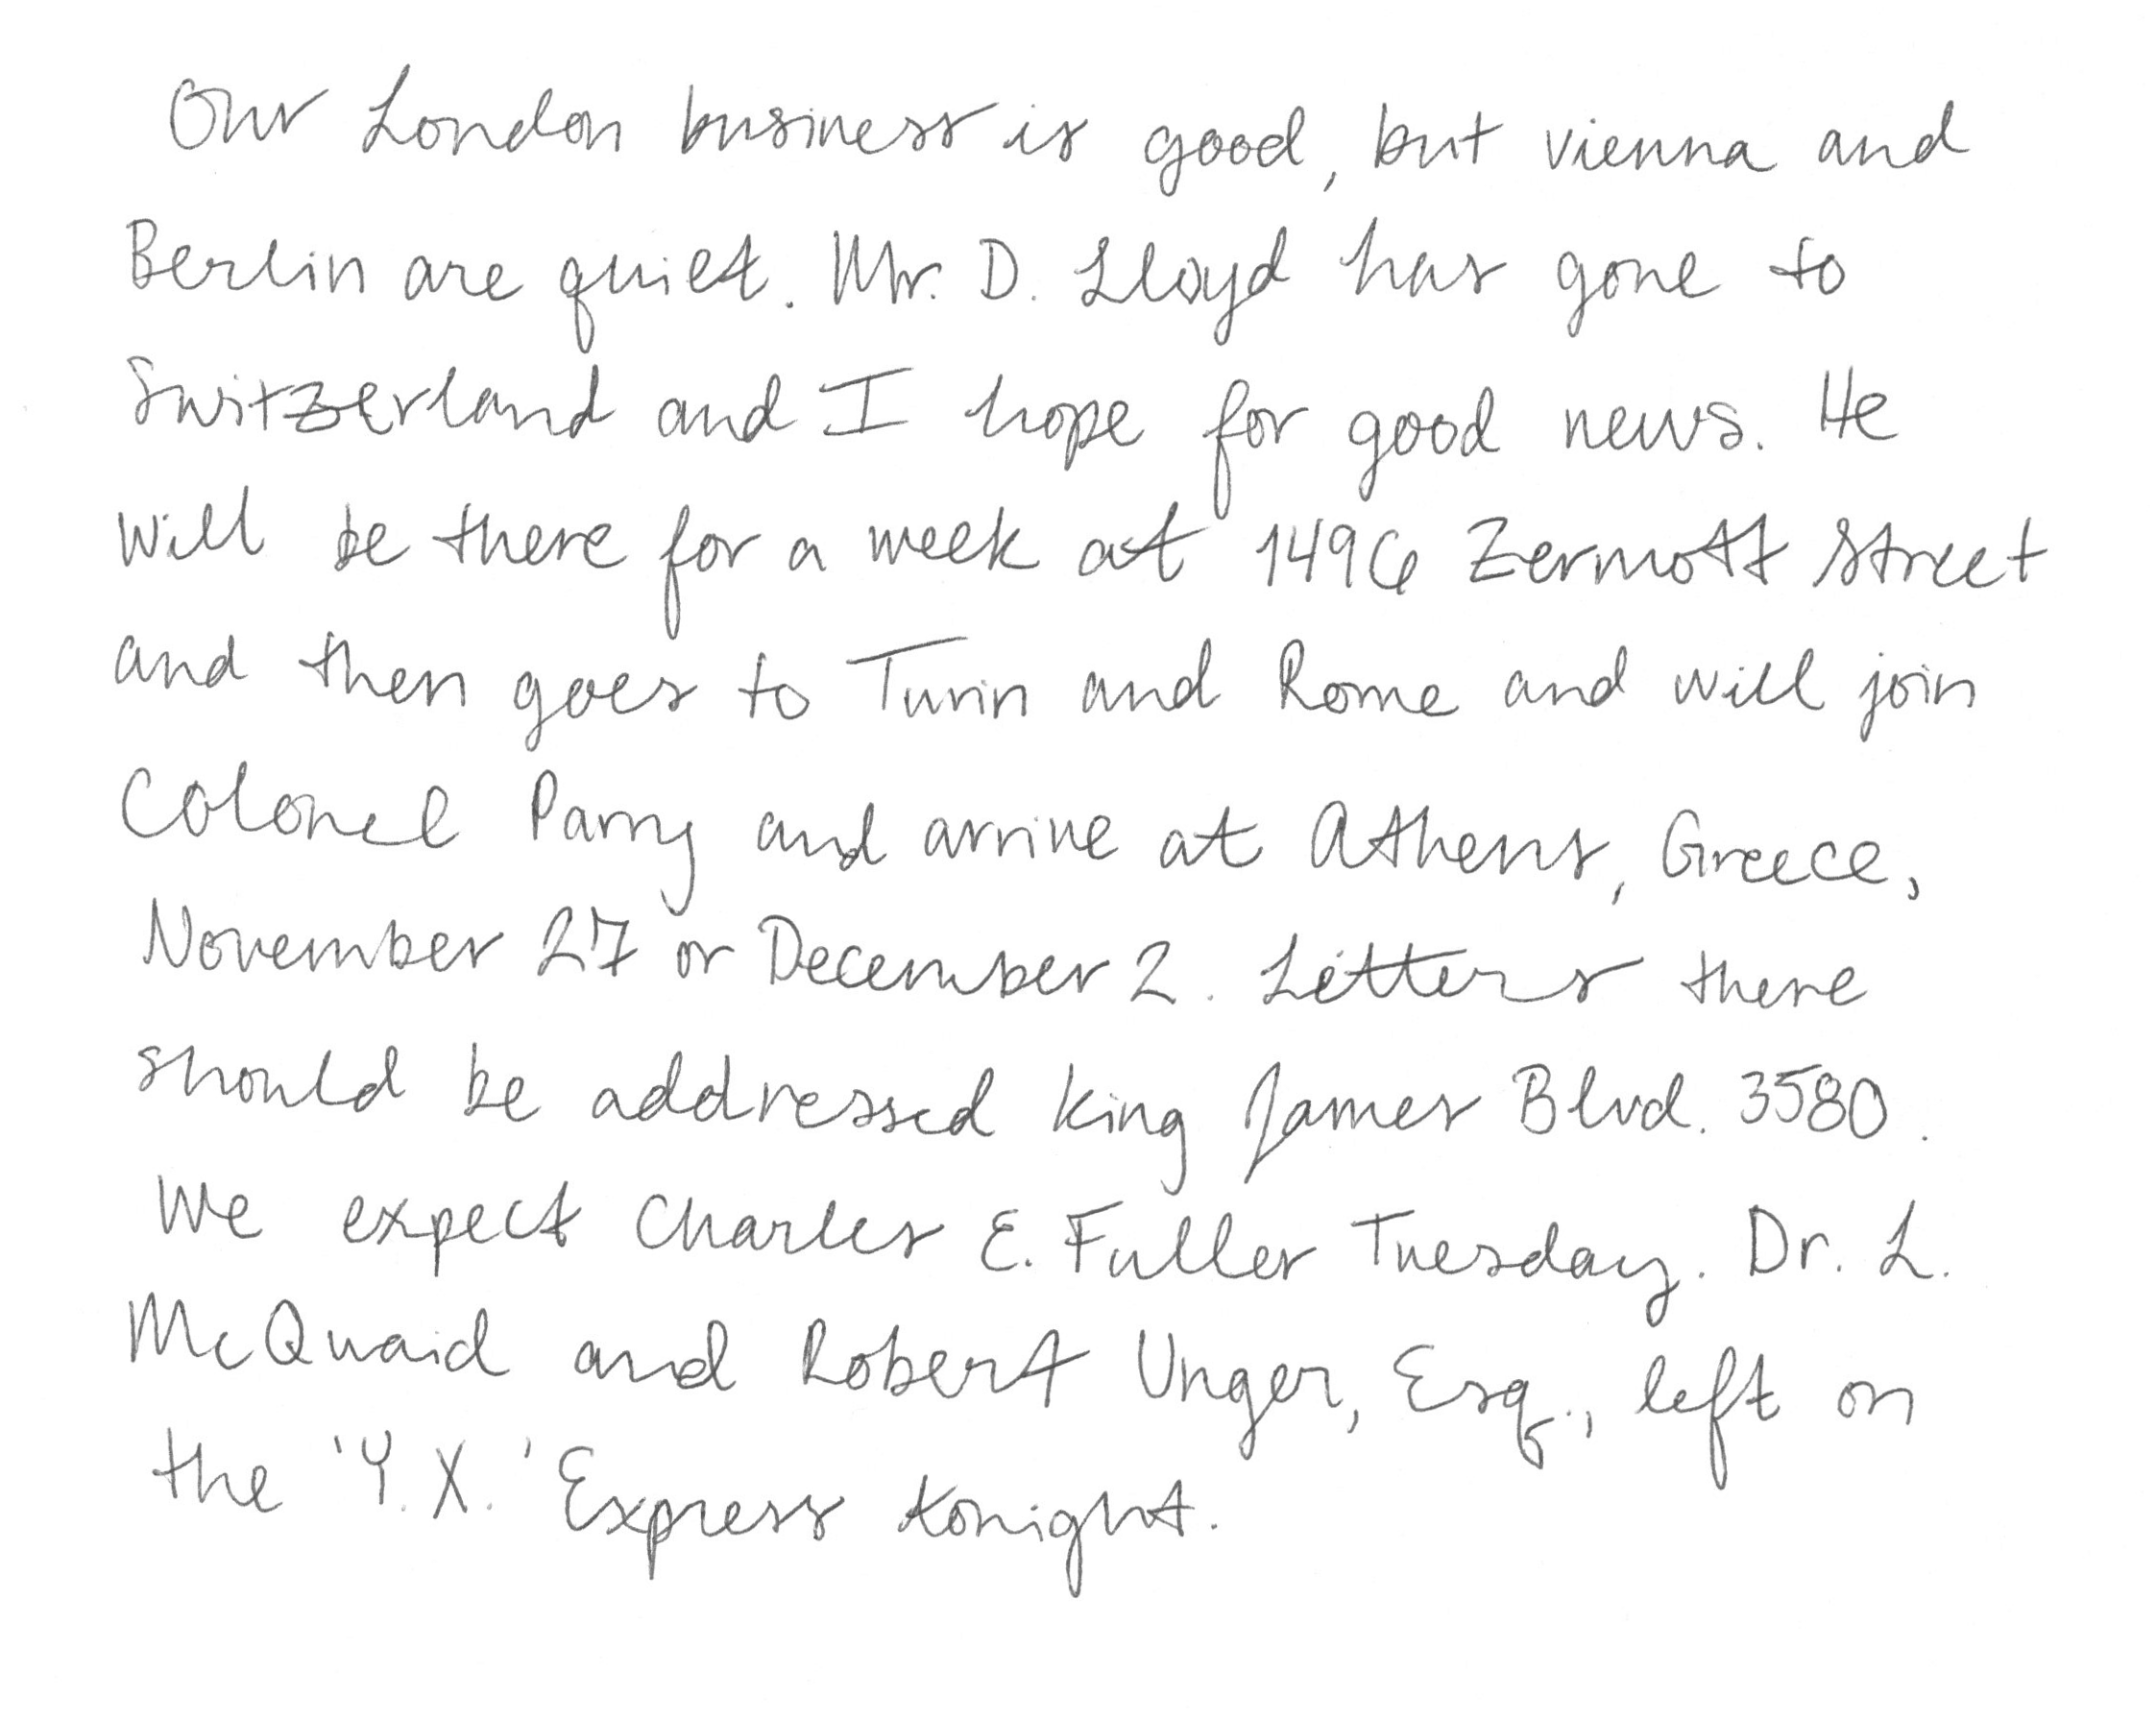 Our London business is good, but vienna and
Berlin are quiet. Mr. D. Lloyd has gone to
Switzerland and I hope for good news. He
will be there for a week at 1496 Zermott Street
and then goes to Turin and Rome and will join
Colonel Parry and arrive at Athens, Greece,
November 27 or December 2. Letters there
should be addressed King James Blvd. 3580.
We expect Charles E. Fuller Tuesday. Dr. L.
McQuaid and Robert Unger, Esq., left on
the 'Y.X.' Express tonight.